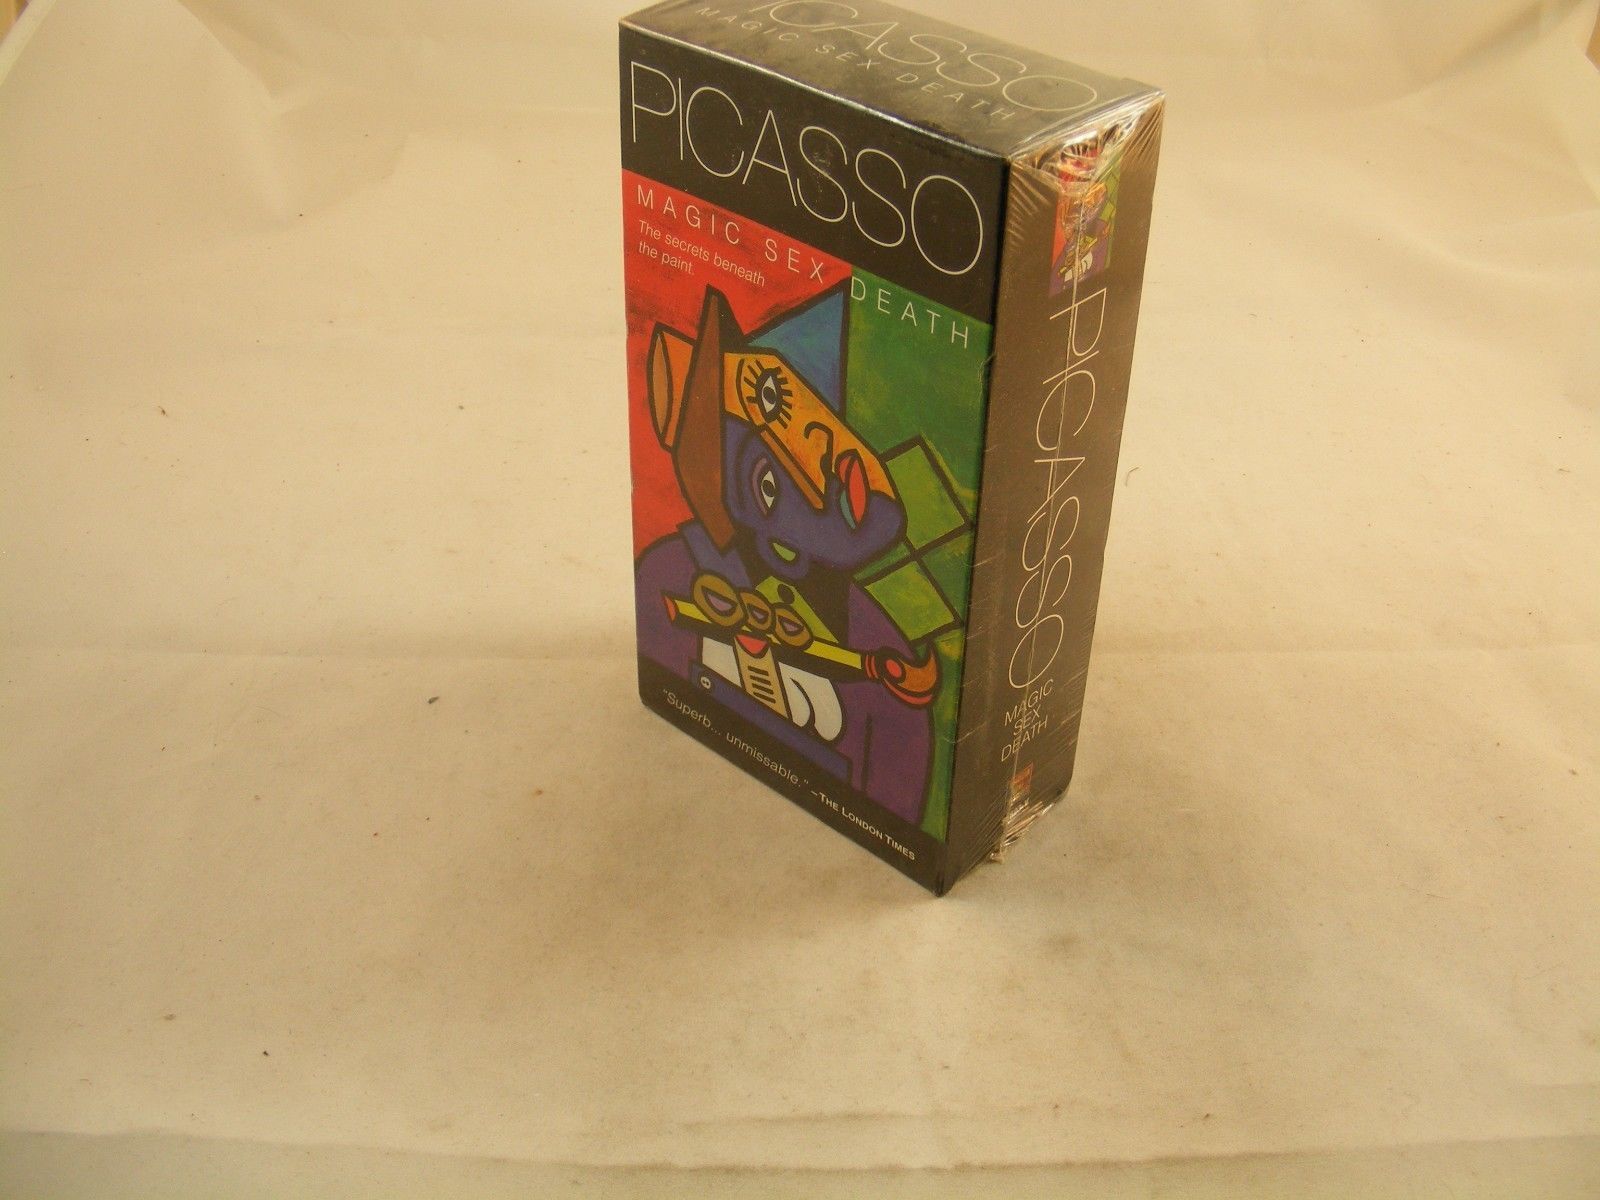 PICASSO
MAGIC SEX DEATH
PICASSO
MAGIC SEX DEATH
The secrets beneath
the paint.
"Superb... unmissable." –THE LONDON TIMES
PICASSO
MAGIC
SEX
DEATH